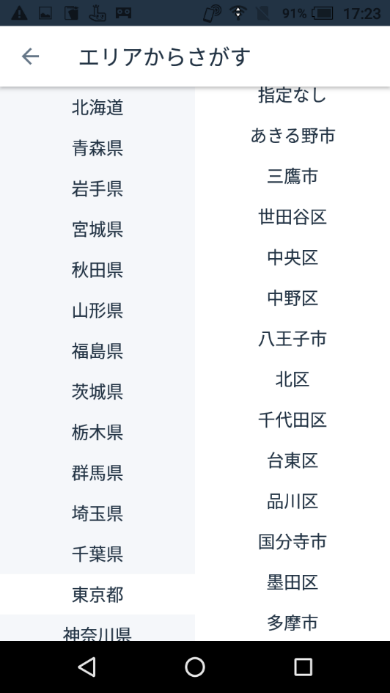 91% 17:23
エリアからさがす
北海道
青森県
岩手県
宮城県
秋田県
山形県
福島県
茨城県
栃木県
群馬県
埼玉県
千葉県
東京都
神奈川県
指定なし
あきる野市
三鷹市
世田谷区
中央区
中野区
八王子市
北区
千代田区
台東区
品川区
国分寺市
墨田区
多摩市